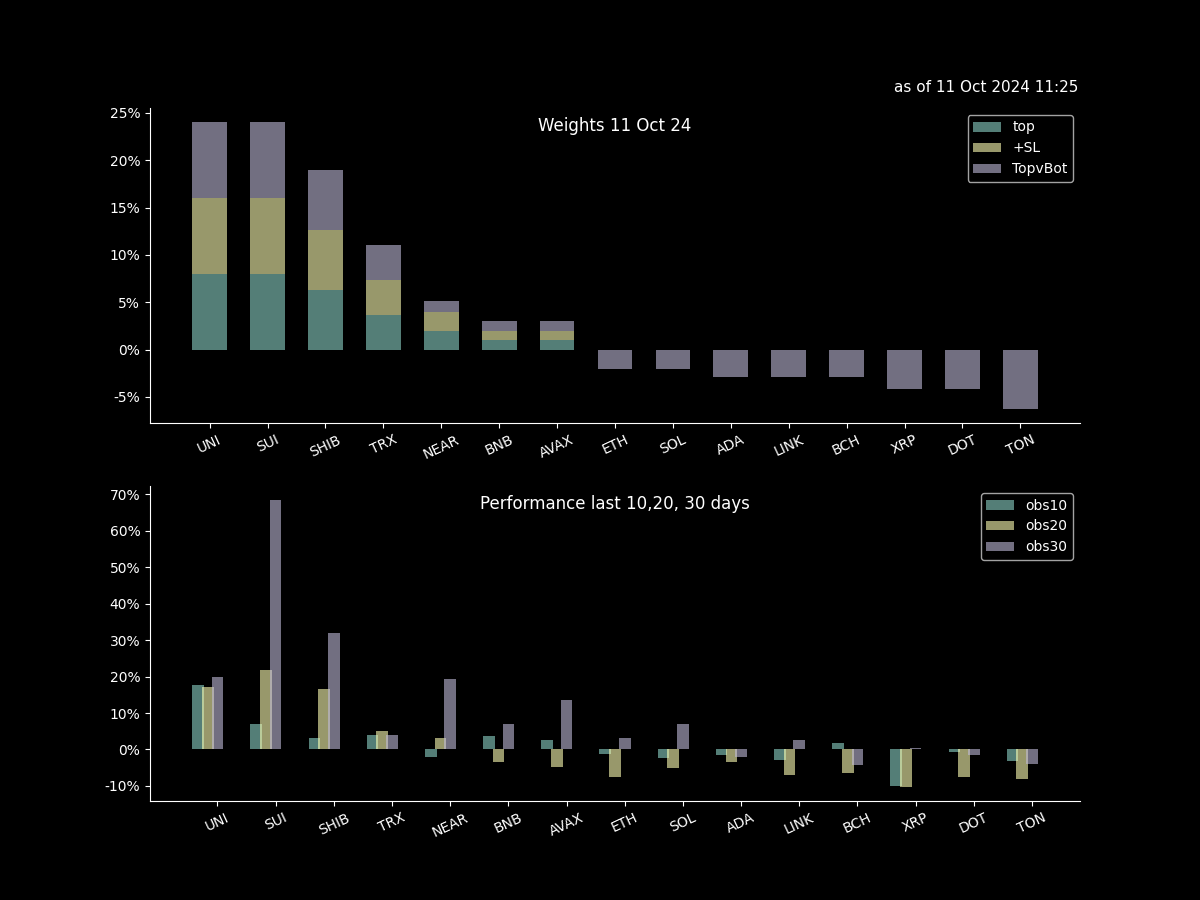 as of 11 Oct 2024 11:25
Weights 11 Oct 24
top
+SL
TopvBot
25%
20%
15%
10%
5%
0%
-5%
UNI SUI SHIB TRX NEAR BNB AVAX ETH SOL ADA LINK BCH XRP DOT TON
Performance last 10,20, 30 days
obs10
obs20
obs30
70%
60%
50%
40%
30%
20%
10%
0%
-10%
UNI SUI SHIB TRX NEAR BNB AVAX ETH SOL ADA LINK BCH XRP DOT TON